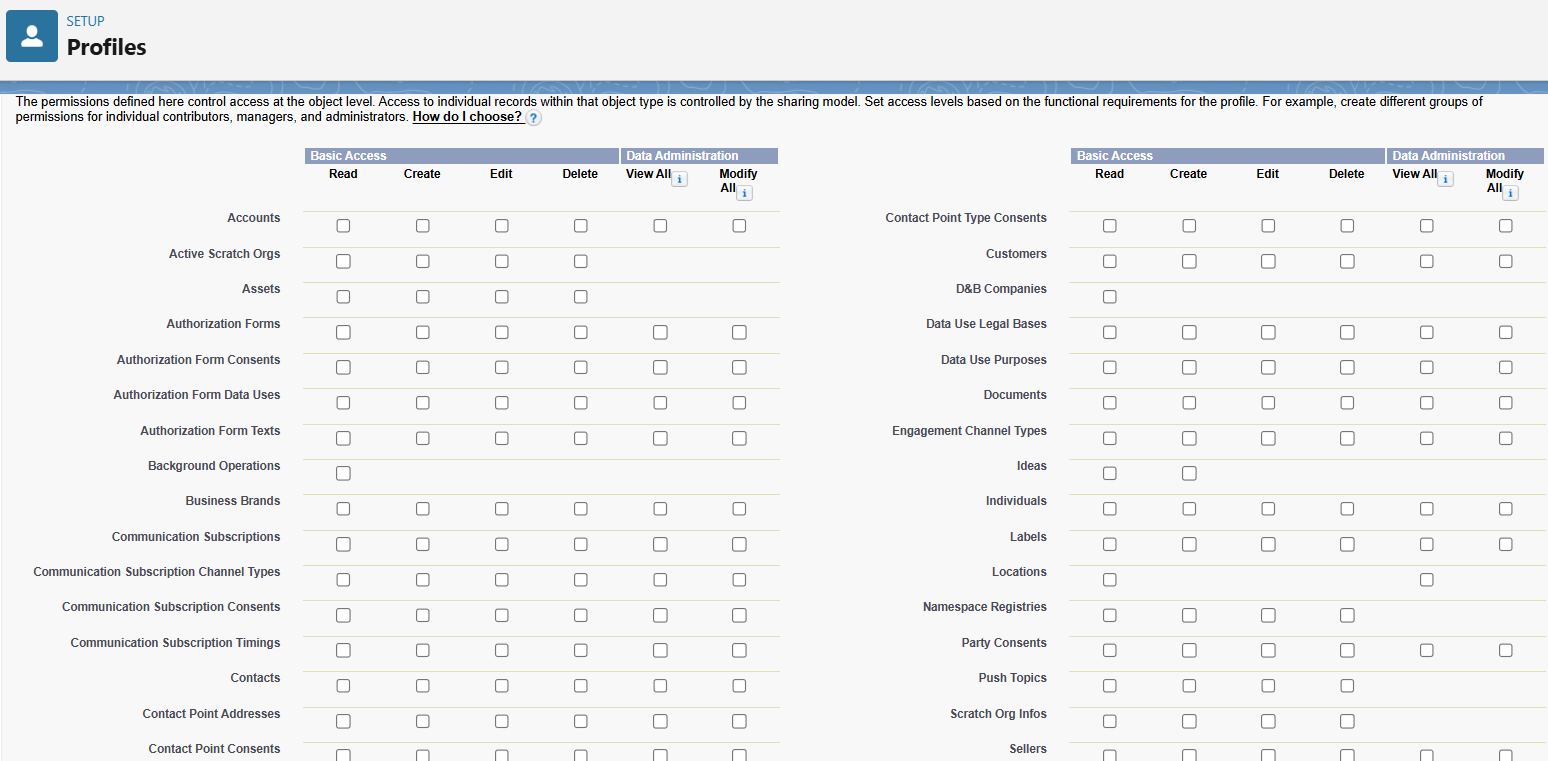 SETUP
Profiles
The permissions defined here control access at the object level. Access to individual records within that object type is controlled by the sharing model. Set access levels based on the functional requirements for the profile. For example, create different groups of
permissions for individual contributors, managers, and administrators. How do I choose? ?
Basic Access Data Administration
Read Create Edit Delete View All i Modify
All i
Accounts
Active Scratch Orgs
Assets
Authorization Forms
Authorization Form Consents
Authorization Form Data Uses
Authorization Form Texts
Background Operations
Business Brands
Communication Subscriptions
Communication Subscription Channel Types
Communication Subscription Consents
Communication Subscription Timings
Contacts
Contact Point Addresses
Contact Point Consents
Basic Access Data Administration
Read Create Edit Delete View All i Modify
All i
Contact Point Type Consents
Customers
D&B Companies
Data Use Legal Bases
Data Use Purposes
Documents
Engagement Channel Types
Ideas
Individuals
Labels
Locations
Namespace Registries
Party Consents
Push Topics
Scratch Org Infos
Sellers